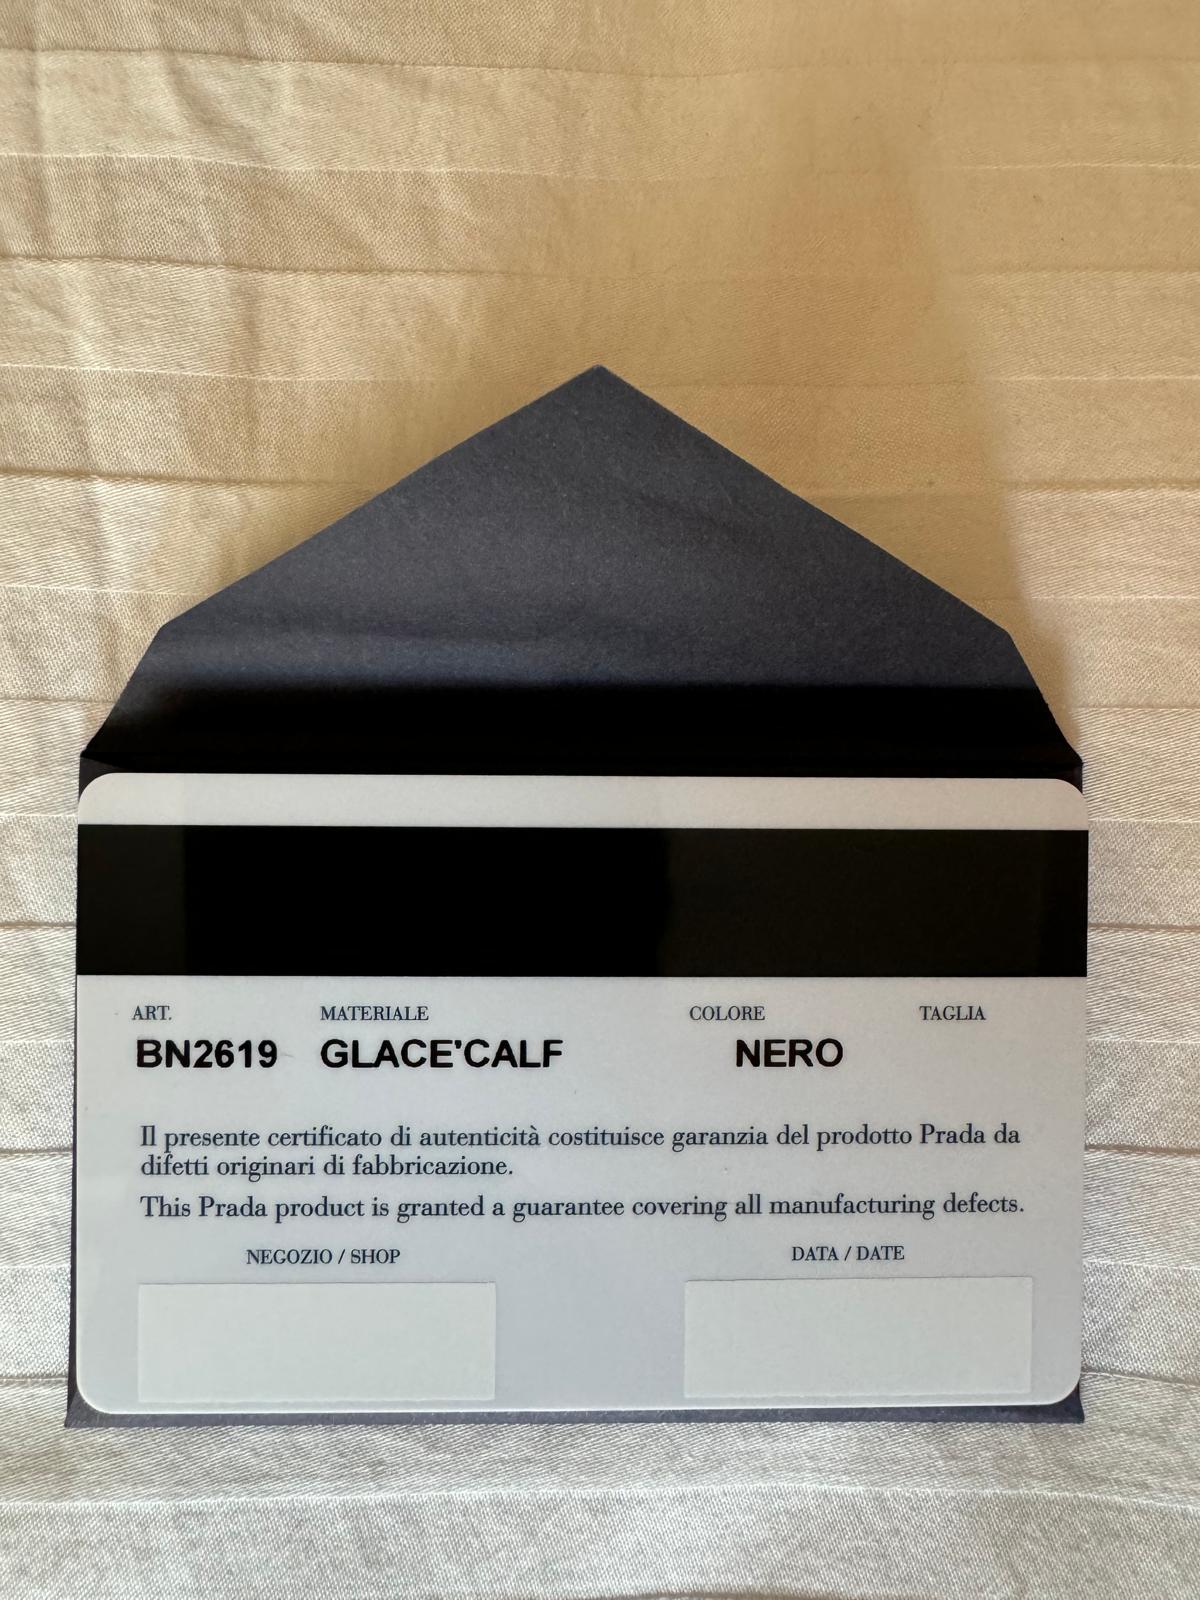 ART. MATERIALE COLORE TAGLIA
BN2619 GLACE'CALF NERO
Il presente certificato di autenticità costituisce garanzia del prodotto Prada da
difetti originari di fabbricazione.
This Prada product is granted a guarantee covering all manufacturing defects.
NEGOZIO / SHOP DATA / DATE